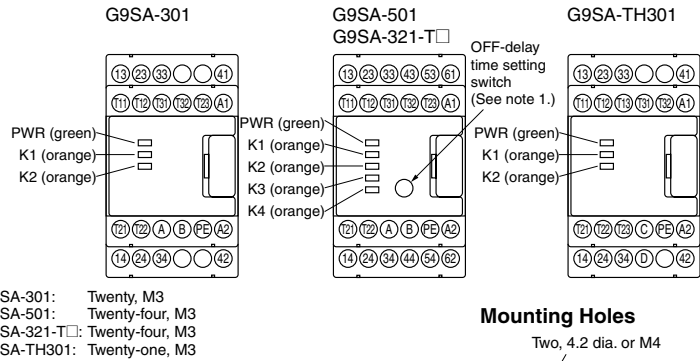 G9SA-301
G9SA-501
G9SA-321-T□
G9SA-TH301
OFF-delay
time setting
switch
(See note 1.)
13 23 33 41
13 23 33 43 53 61
13 23 33 41
T11 T12 T31 T32 T23 A1
T11 T12 T31 T32 T23 A1
T11 T12 T13 T31 T32 A1
PWR (green)
K1 (orange)
K2 (orange)
PWR (green)
K1 (orange)
K2 (orange)
K3 (orange)
K4 (orange)
PWR (green)
K1 (orange)
K2 (orange)
T21 T22 A B PE A2
T21 T22 A B PE A2
T21 T22 T23 C PE A2
14 24 34 42
14 24 34 44 54 62
14 24 34 D 42
SA-301: Twenty, M3
SA-501: Twenty-four, M3
SA-321-T□: Twenty-four, M3
SA-TH301: Twenty-one, M3
Mounting Holes
Two, 4.2 dia. or M4